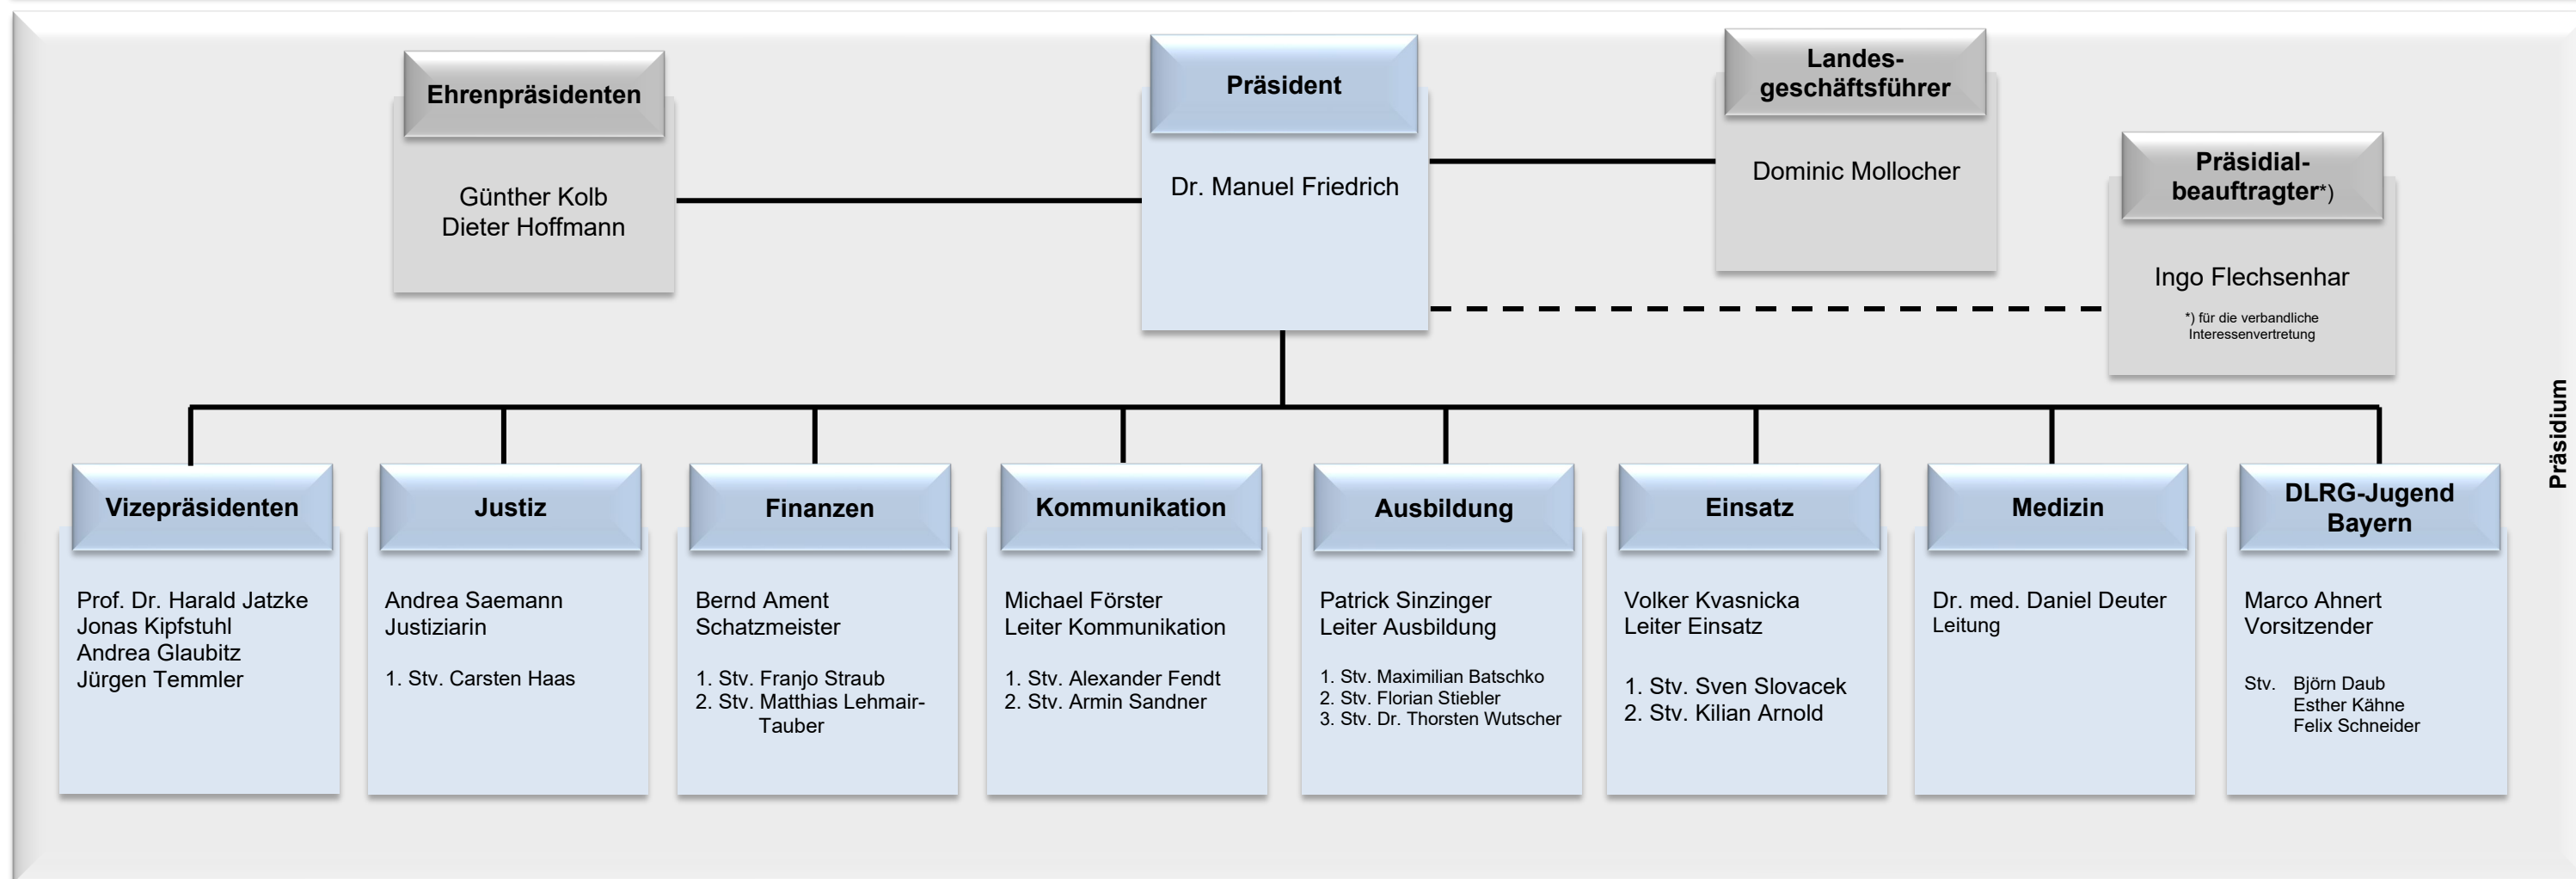 Ehrenpräsidenten
Günther Kolb
Dieter Hoffmann
Präsident
Dr. Manuel Friedrich
Landes-
geschäftsführer
Dominic Mollocher
Präsidial-
beauftragter*)
Ingo Flechsenhar
*) für die verbandliche
Interessenvertretung
Präsidium
Vizepräsidenten
Prof. Dr. Harald Jatzke
Jonas Kipfstuhl
Andrea Glaubitz
Jürgen Temmler
Justiz
Andrea Saemann
Justiziarin
1. Stv. Carsten Haas
Finanzen
Bernd Ament
Schatzmeister
1. Stv. Franjo Straub
2. Stv. Matthias Lehmair-
Tauber
Kommunikation
Michael Förster
Leiter Kommunikation
1. Stv. Alexander Fendt
2. Stv. Armin Sandner
Ausbildung
Patrick Sinzinger
Leiter Ausbildung
1. Stv. Maximilian Batschko
2. Stv. Florian Stiebler
3. Stv. Dr. Thorsten Wutscher
Einsatz
Volker Kvasnicka
Leiter Einsatz
1. Stv. Sven Slovacek
2. Stv. Kilian Arnold
Medizin
Dr. med. Daniel Deuter
Leitung
DLRG-Jugend
Bayern
Marco Ahnert
Vorsitzender
Stv. Björn Daub
Esther Kähne
Felix Schneider